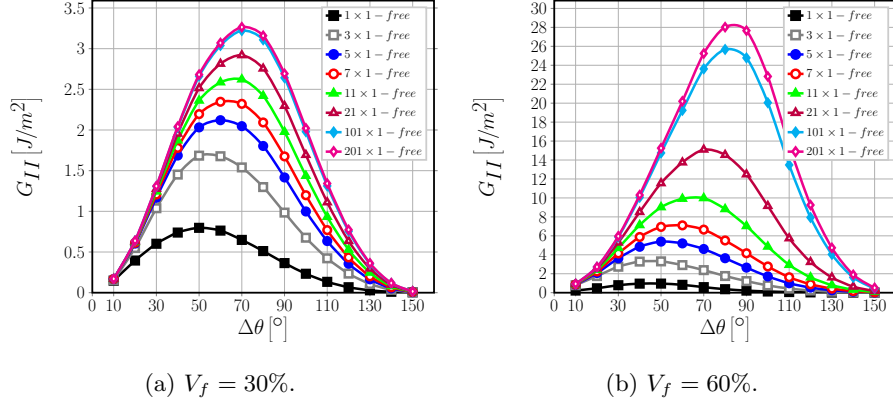 3.5
3
2.5
2
1.5
1
0.5
0
0 10 30 50 70 90 110 130 150
G_{II} [J/m^2]
Δθ[°]
1 × 1 − free
3 × 1 − free
5 × 1 − free
7 × 1 − free
11 × 1 − free
21 × 1 − free
101 × 1 − free
201 × 1 − free
(a) V_f = 30%.
30
28
26
24
22
20
18
16
14
12
10
8
6
4
2
0
0 10 30 50 70 90 110 130 150
G_{II} [J/m^2]
Δθ[°]
1 × 1 − free
3 × 1 − free
5 × 1 − free
7 × 1 − free
11 × 1 − free
21 × 1 − free
101 × 1 − free
201 × 1 − free
(b) V_f = 60%.